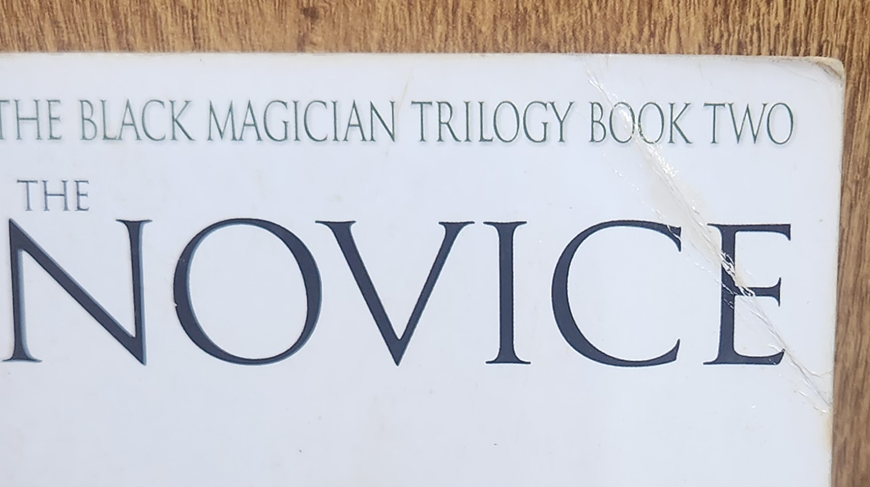 THE BLACK MAGICIAN TRILOGY BOOK TWO
THE
NOVICE